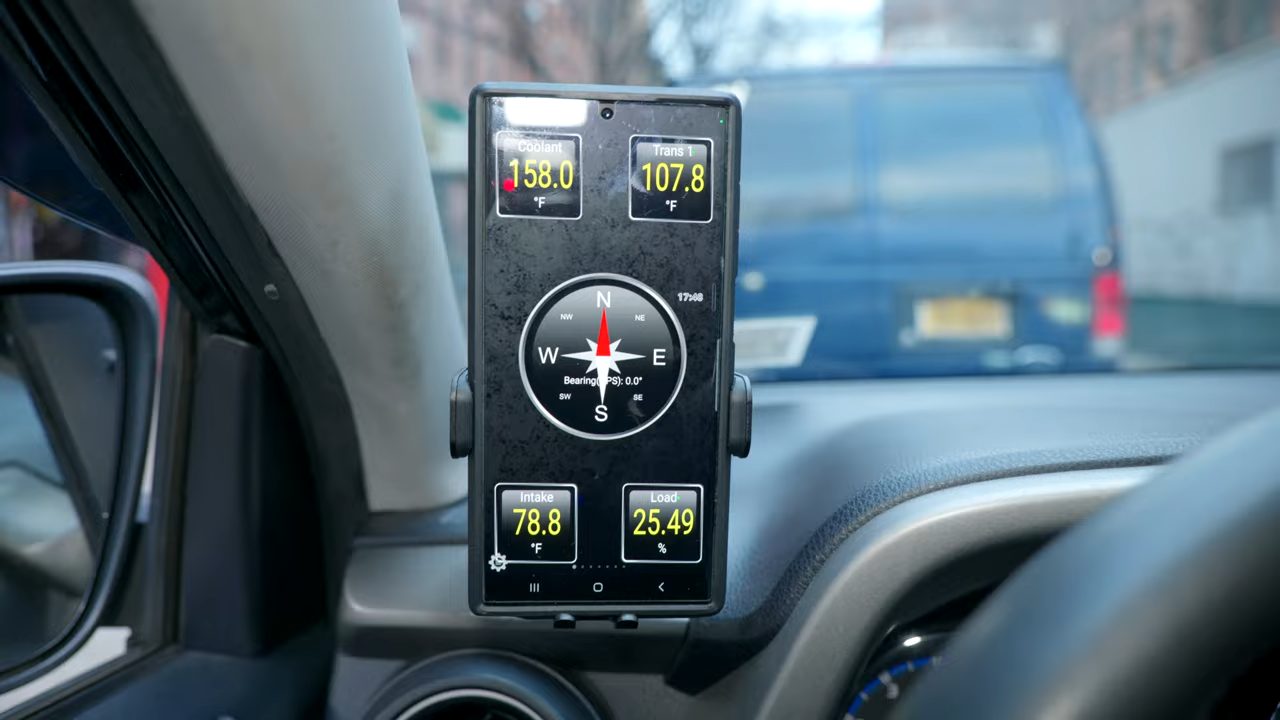 Coolant
158.0
°F
Trans 1
107.8
°F
17:48
N
NW
NE
W
E
Bearing(GPS): 0.0°
SW
SE
S
Intake
78.8
°F
Load
25.49
%